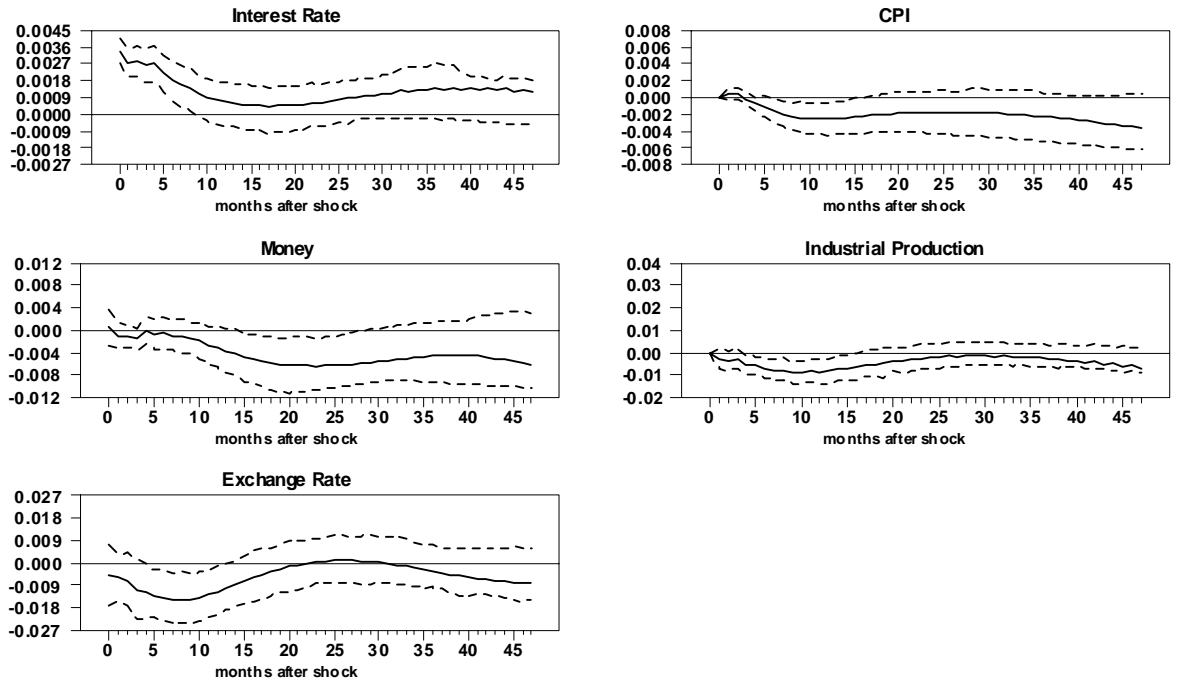 Interest Rate
0.0045
0.0036
0.0027
0.0018
0.0009
0.0000
-0.0009
-0.0018
-0.0027
0 5 10 15 20 25 30 35 40 45
months after shock
CPI
0.008
0.006
0.004
0.002
0.000
-0.002
-0.004
-0.006
-0.008
0 5 10 15 20 25 30 35 40 45
months after shock
Money
0.012
0.008
0.004
0.000
-0.004
-0.008
-0.012
0 5 10 15 20 25 30 35 40 45
months after shock
Industrial Production
0.04
0.03
0.02
0.01
0.00
-0.01
-0.02
0 5 10 15 20 25 30 35 40 45
months after shock
Exchange Rate
0.027
0.018
0.009
0.000
-0.009
-0.018
-0.027
0 5 10 15 20 25 30 35 40 45
months after shock